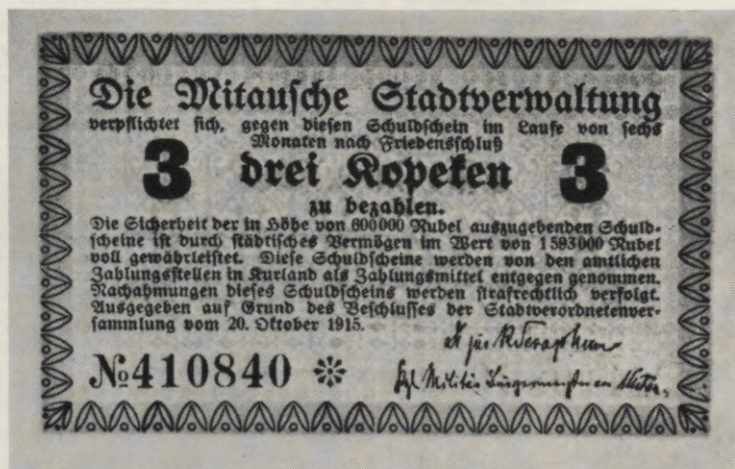 Die Mitausche Stadtverwaltung
verpflichtet sich, gegen diesen Schuldschein im Laufe von sechs
Monaten nach Friedensschluß
3 drei Kopeken 3
zu bezahlen.
Die Sicherheit der in Höhe von 600000 Rubel auszugebenden Schuld-
scheine ist durch städtisches Vermögen im Wert von 1593000 Rubel
voll gewährleistet. Diese Schuldscheine werden von den amtlichen
Zahlungsstellen in Kurland als Zahlungsmittel entgegen genommen.
Nachahmungen dieses Schuldscheins werden strafrechtlich verfolgt.
Ausgegeben auf Grund des Beschlusses der Stadtverordnetenver-
sammlung vom 20. Oktober 1915.
№410840